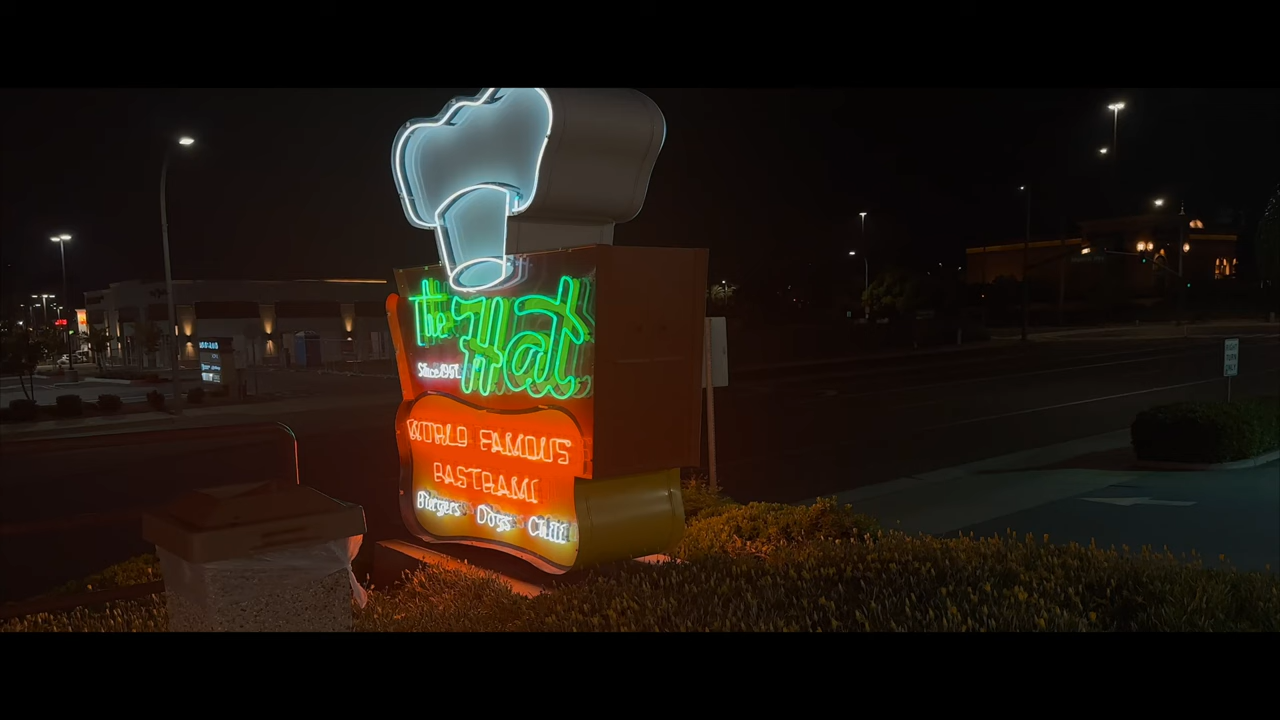 the Hat
Since 1951
WORLD FAMOUS
PASTRAMI
Burgers Dogs Chili